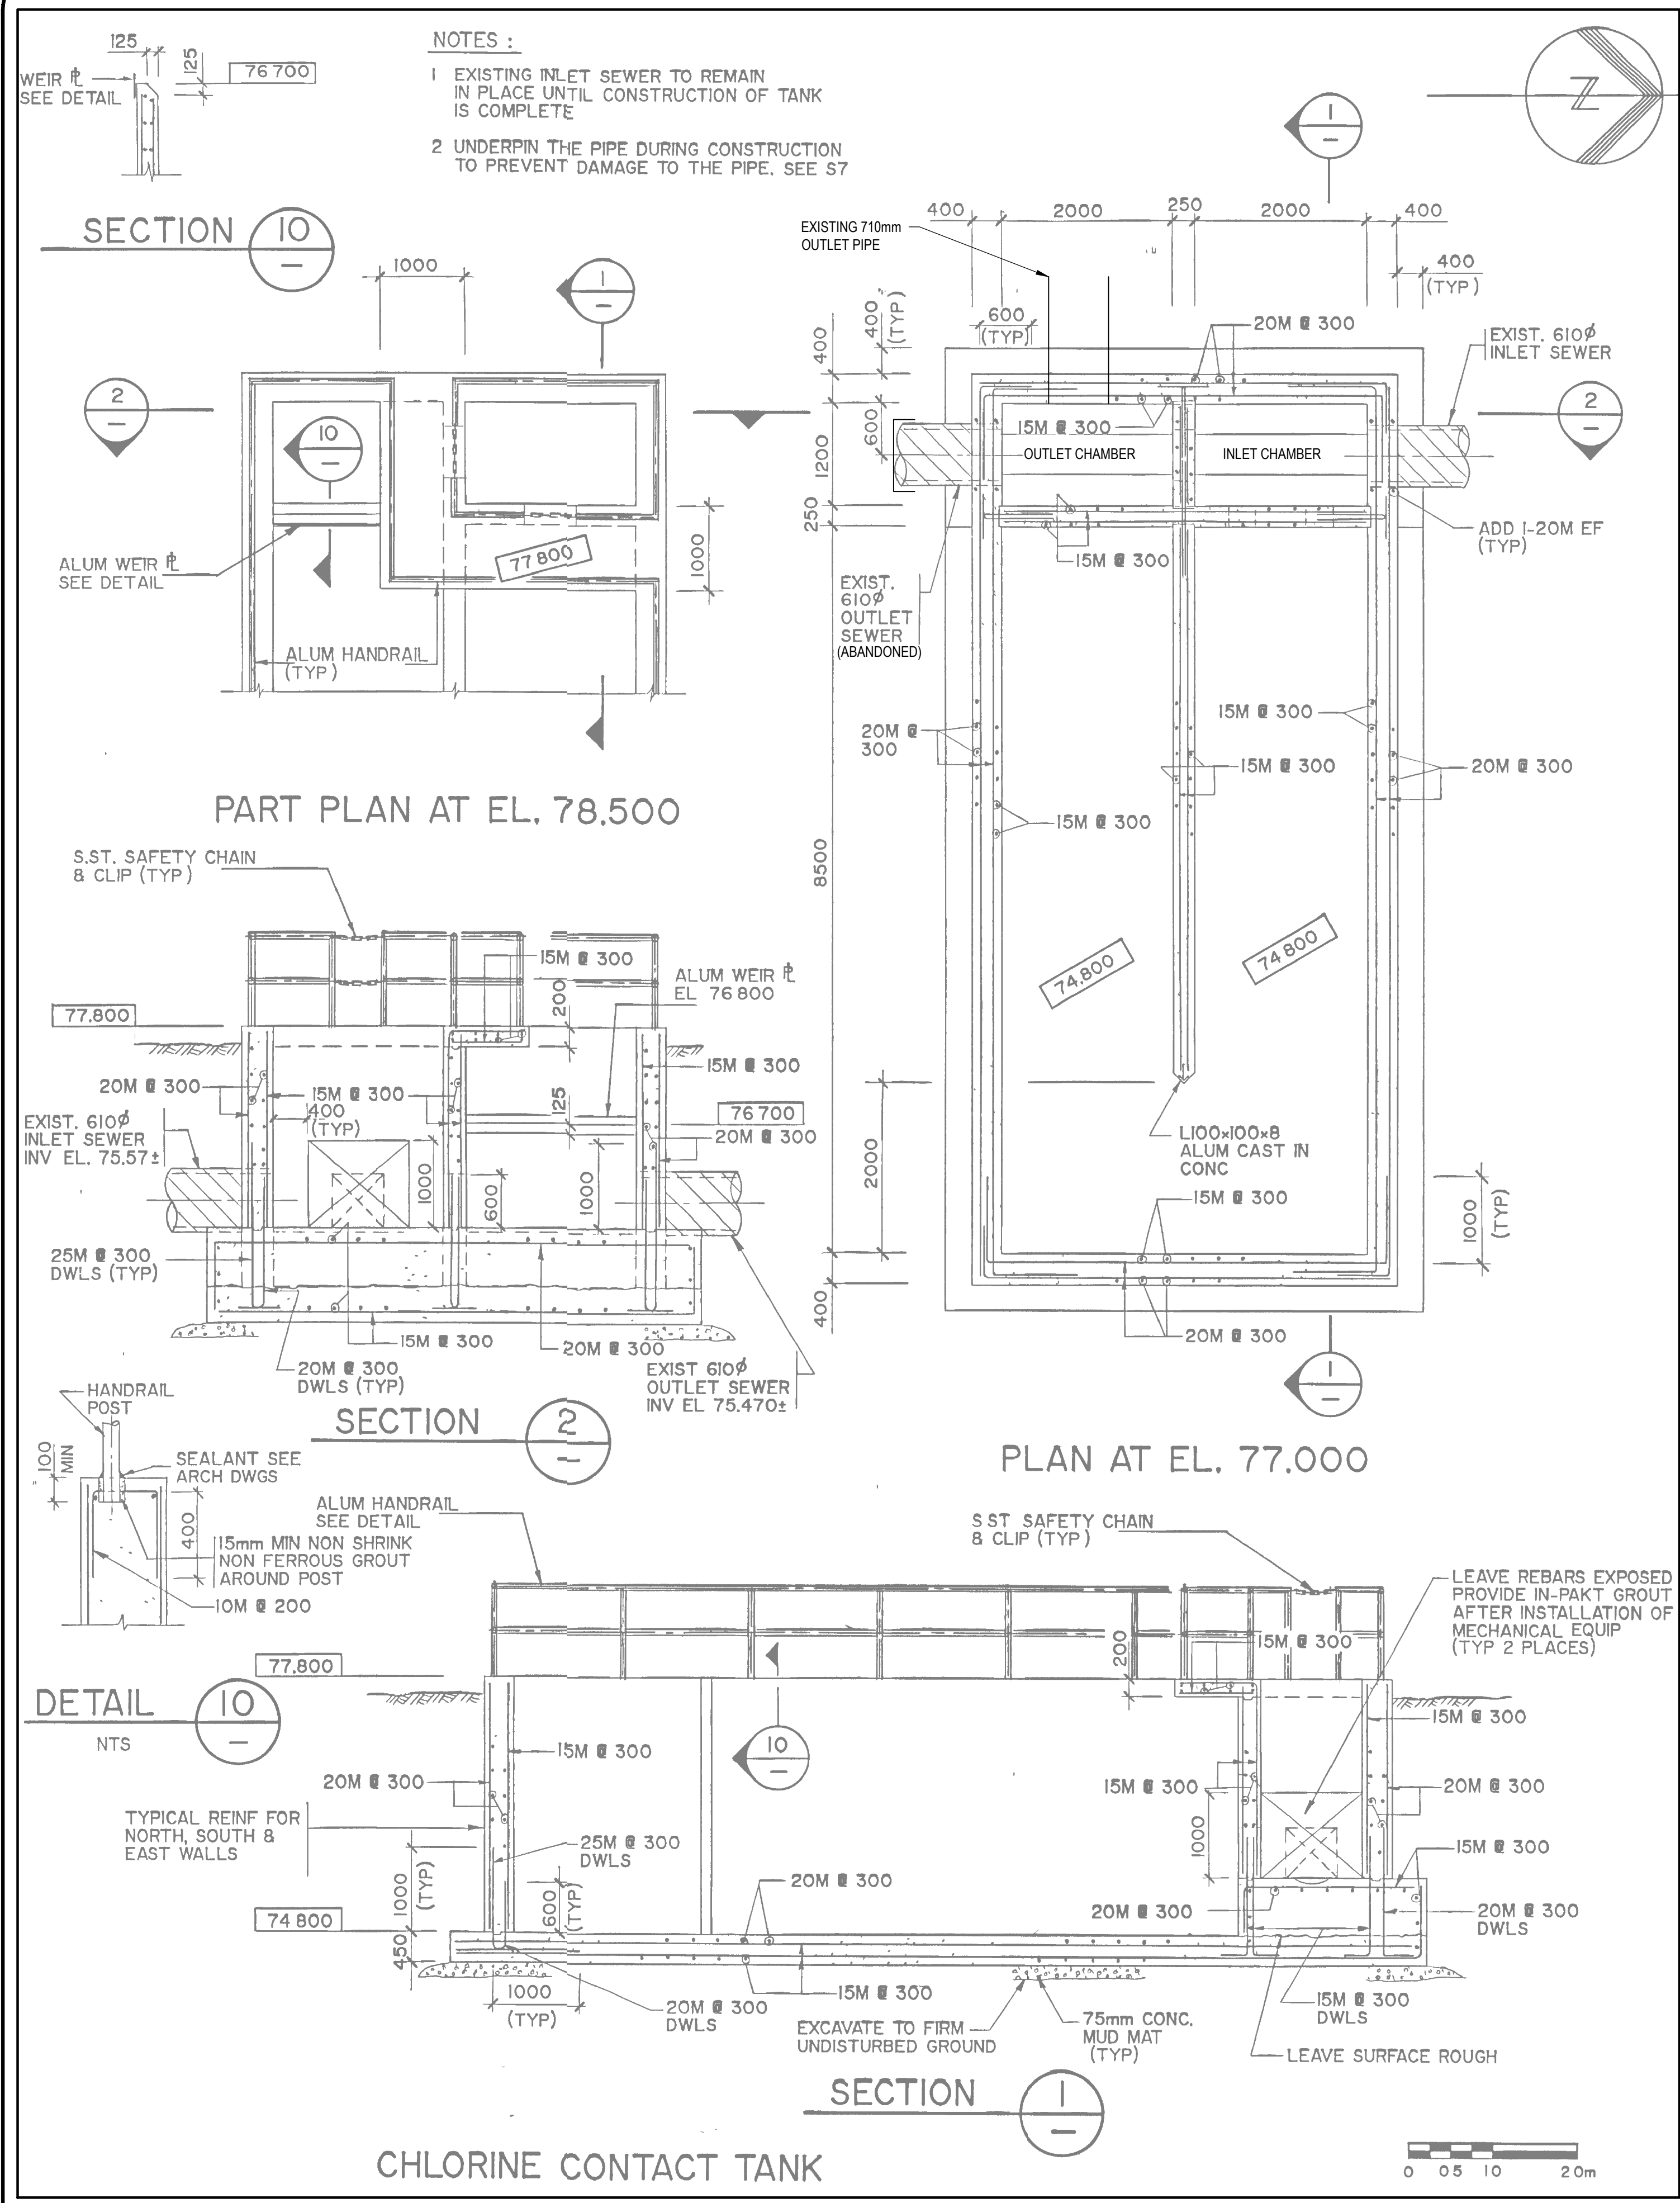 125
125
76 700
WEIR ⅊
SEE DETAIL
NOTES :
1 EXISTING INLET SEWER TO REMAIN
IN PLACE UNTIL CONSTRUCTION OF TANK
IS COMPLETE
2 UNDERPIN THE PIPE DURING CONSTRUCTION
TO PREVENT DAMAGE TO THE PIPE. SEE S7
Z
1
–
SECTION 10
–
1000
1
–
2
–
10
–
ALUM WEIR ⅊
SEE DETAIL
77 800
1000
ALUM HANDRAIL
(TYP)
PART PLAN AT EL. 78.500
400 2000 250 2000 400
EXISTING 710mm
OUTLET PIPE
400
(TYP)
600
(TYP)
400
(TYP)
400
20M @ 300
EXIST. 610ϕ
INLET SEWER
2
–
600
1200
15M @ 300
OUTLET CHAMBER
INLET CHAMBER
250
15M @ 300
ADD 1-20M EF
(TYP)
EXIST.
610ϕ
OUTLET
SEWER
(ABANDONED)
15M @ 300
20M @
300
15M @ 300
20M @ 300
15M @ 300
8500
74.800
74 800
L100×100×8
ALUM CAST IN
CONC
2000
15M @ 300
1000
(TYP)
400
20M @ 300
1
–
PLAN AT EL. 77.000
S.ST. SAFETY CHAIN
& CLIP (TYP)
15M @ 300
ALUM WEIR ⅊
EL 76 800
200
77.800
20M @ 300
15M @ 300
15M @ 300
400
(TYP)
125
76 700
20M @ 300
EXIST. 610ϕ
INLET SEWER
INV EL. 75.57±
1000
600
1000
25M @ 300
DWLS (TYP)
15M @ 300
20M @ 300
20M @ 300
DWLS (TYP)
EXIST 610ϕ
OUTLET SEWER
INV EL 75.470±
SECTION 2
–
HANDRAIL
POST
100
MIN
SEALANT SEE
ARCH DWGS
400
15mm MIN NON SHRINK
NON FERROUS GROUT
AROUND POST
10M @ 200
DETAIL 10
–
NTS
ALUM HANDRAIL
SEE DETAIL
S ST SAFETY CHAIN
& CLIP (TYP)
LEAVE REBARS EXPOSED
PROVIDE IN-PAKT GROUT
AFTER INSTALLATION OF
MECHANICAL EQUIP
(TYP 2 PLACES)
77.800
200
15M @ 300
15M @ 300
15M @ 300
10
–
20M @ 300
15M @ 300
20M @ 300
TYPICAL REINF FOR
NORTH, SOUTH &
EAST WALLS
25M @ 300
DWLS
1000
15M @ 300
1000
(TYP)
600
(TYP)
20M @ 300
20M @ 300
20M @ 300
DWLS
74 800
450
1000
(TYP)
20M @ 300
DWLS
15M @ 300
15M @ 300
DWLS
EXCAVATE TO FIRM
UNDISTURBED GROUND
75mm CONC.
MUD MAT
(TYP)
LEAVE SURFACE ROUGH
SECTION 1
–
CHLORINE CONTACT TANK
0 05 10 20m